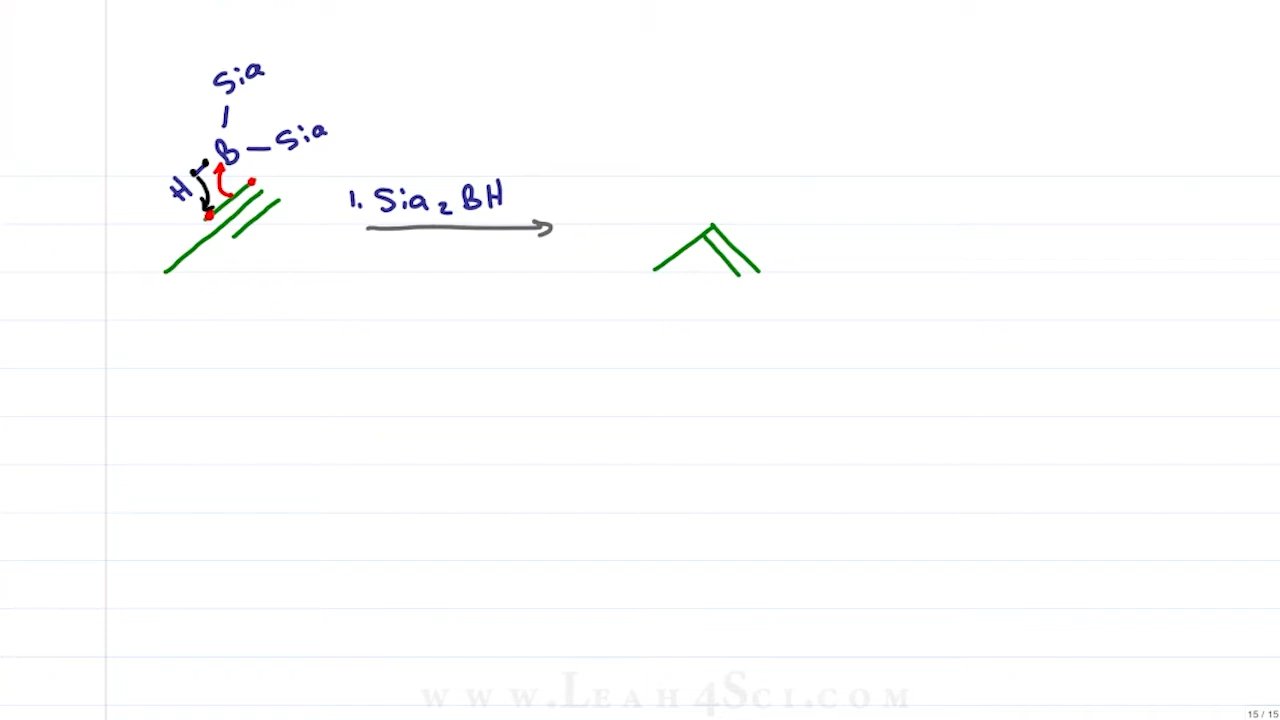 Sia
B - Sia
H
1. Sia₂BH
www.Leah4Sci.com
15 / 15